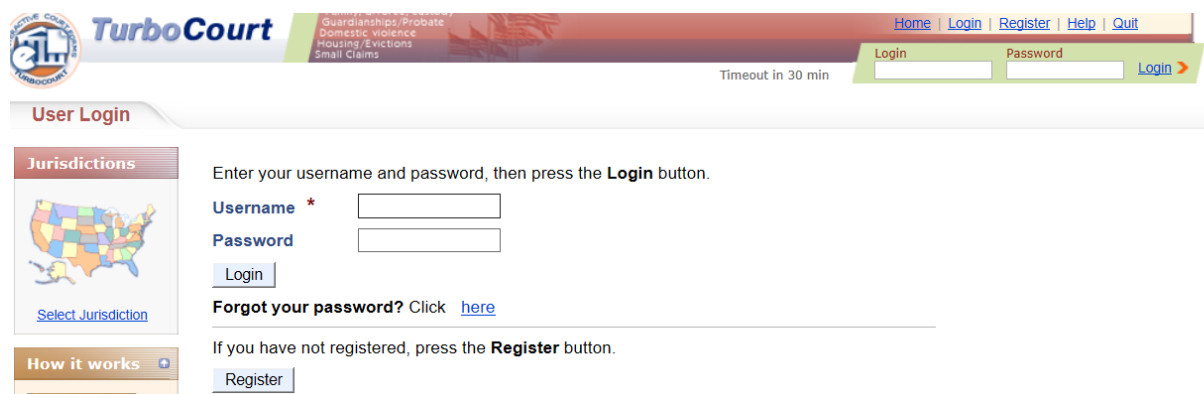 TurboCourt
Guardianships/Probate
Domestic violence
Housing/Evictions
Small Claims
Home | Login | Register | Help | Quit
Login Password
Login
Timeout in 30 min
User Login
Jurisdictions
Select Jurisdiction
How it works
Enter your username and password, then press the Login button.
Username *
Password
Login
Forgot your password? Click here
If you have not registered, press the Register button.
Register